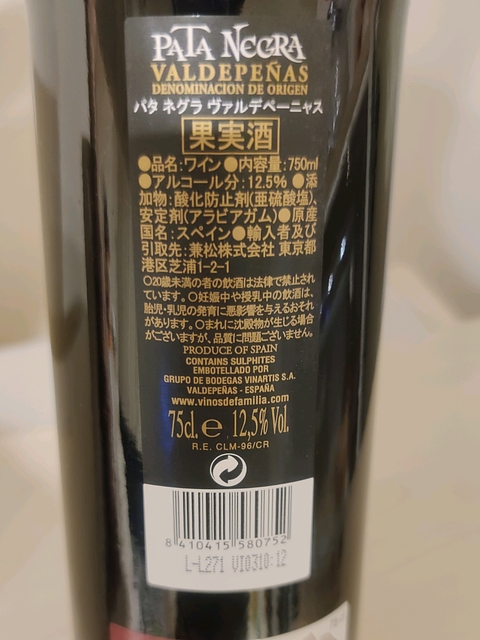 PATA NEGRA
VALDEPEÑAS
DENOMINACION DE ORIGEN
パタ ネグラ ヴァルデペーニャス
果実酒
●品名:ワイン●内容量:750ml
●アルコール分:12.5% ●添
加物:酸化防止剤(亜硫酸塩)、
安定剤(アラビアガム)●原産
国名:スペイン●輸入者及び
引取先:兼松株式会社 東京都
港区芝浦1-2-1
○20歳未満の者の飲酒は法律で禁止され
ています。○妊娠中や授乳中の飲酒は、
胎児・乳児の発育に悪影響を与えるおそれ
があります。○まれに沈殿物が生じる場合
がございますが、品質に問題ございません。
PRODUCE OF SPAIN
CONTAINS SULPHITES
EMBOTELLADO POR
GRUPO DE BODEGAS VINARTIS S.A.
VALDEPEÑAS - ESPAÑA
www.vinosdefamilia.com
75cl. e 12,5% Vol.
R.E. CLM-96/CR
8 410415 580752
L-L271 VI0310:12